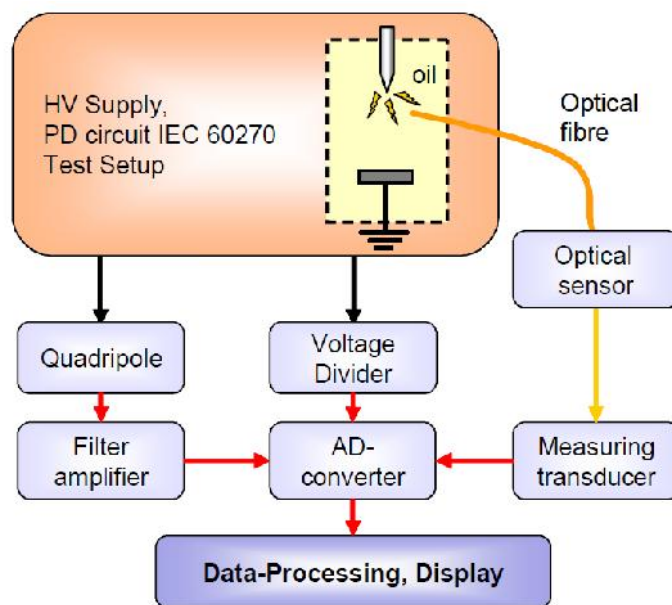 HV Supply,
PD circuit IEC 60270
Test Setup
oil
Optical
fibre
Optical
sensor
Quadripole
Voltage
Divider
Filter
amplifier
AD-
converter
Measuring
transducer
Data-Processing, Display